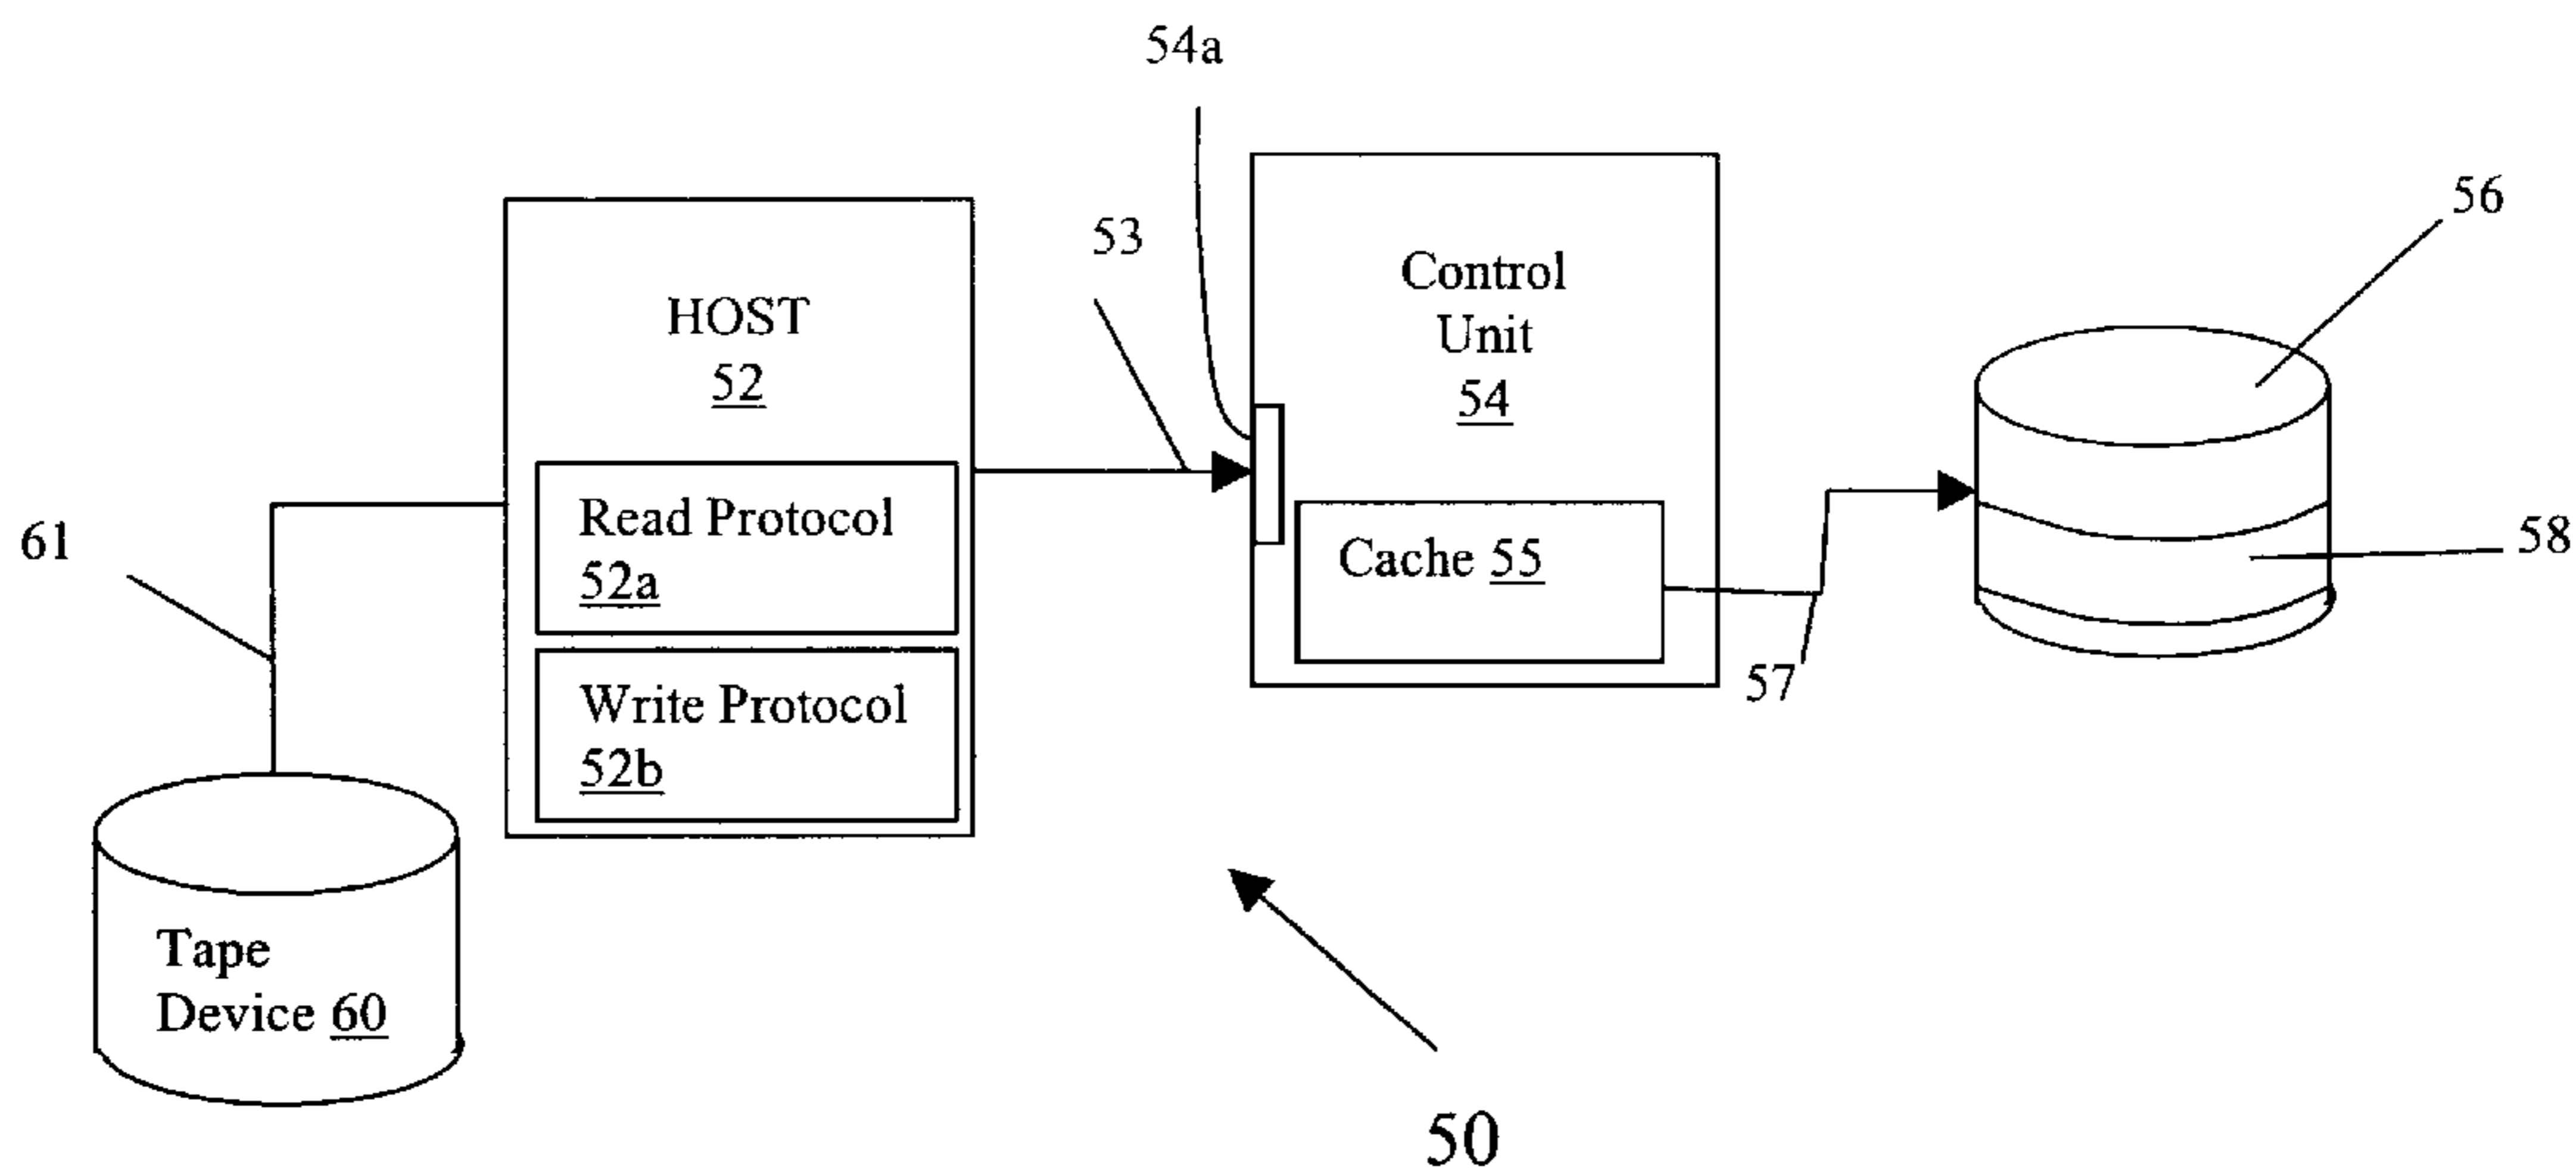 54a
56
53
HOST
52
Control
Unit
54
Read Protocol
52a
Cache 55
58
61
Write Protocol
52b
57
Tape
Device 60
50